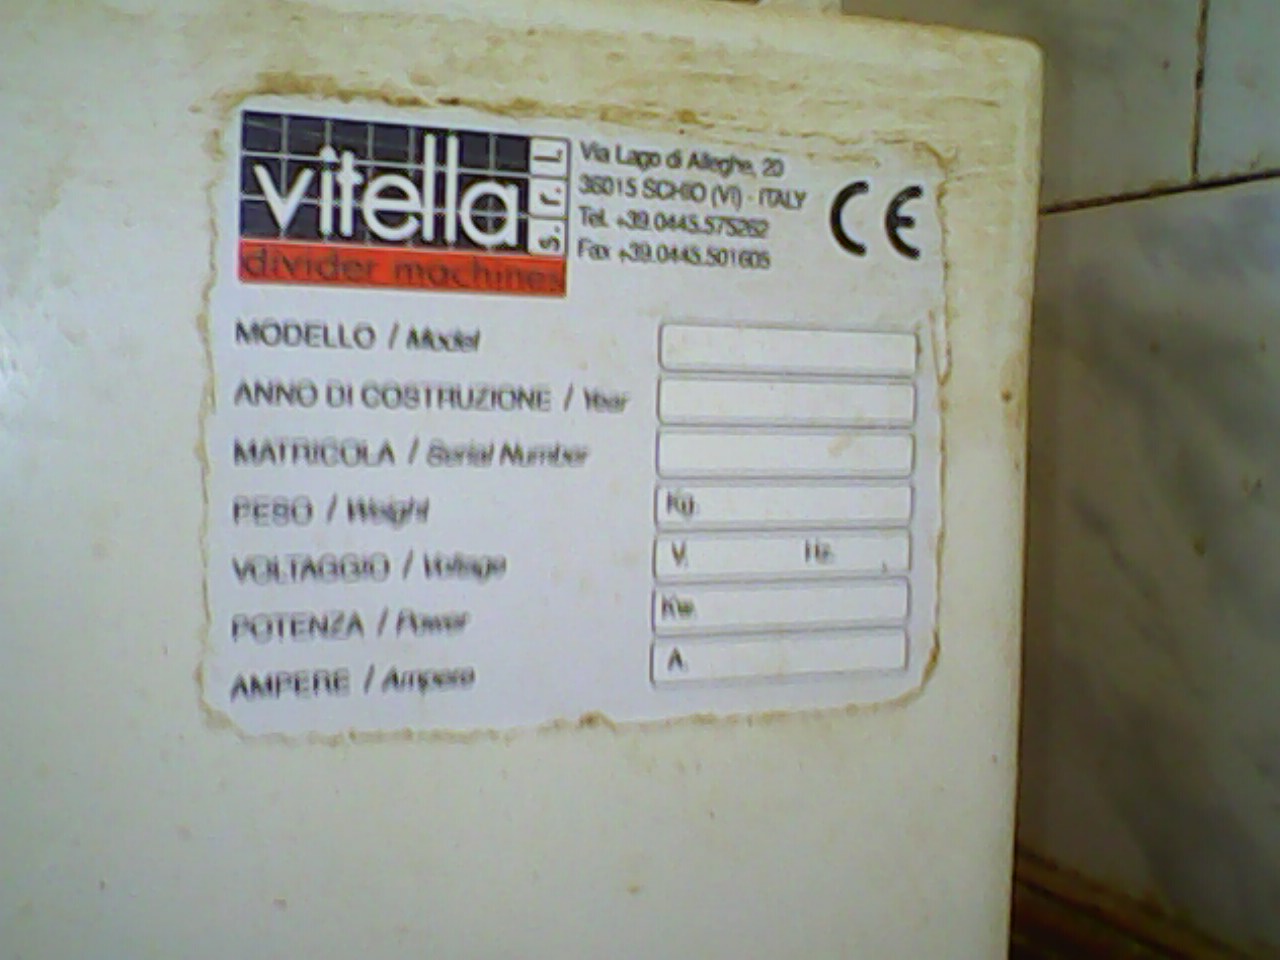 vitella s.r.l.
divider machines
Via Lago di Alleghe, 20
36015 SCHIO (VI) - ITALY
Tel. +39.0445.575262
Fax +39.0445.501605
CE
MODELLO / Model
ANNO DI COSTRUZIONE / Year
MATRICOLA / Serial Number
PESO / Weight Kg.
VOLTAGGIO / Voltage V. Hz.
POTENZA / Power Kw.
AMPERE / Ampere A.